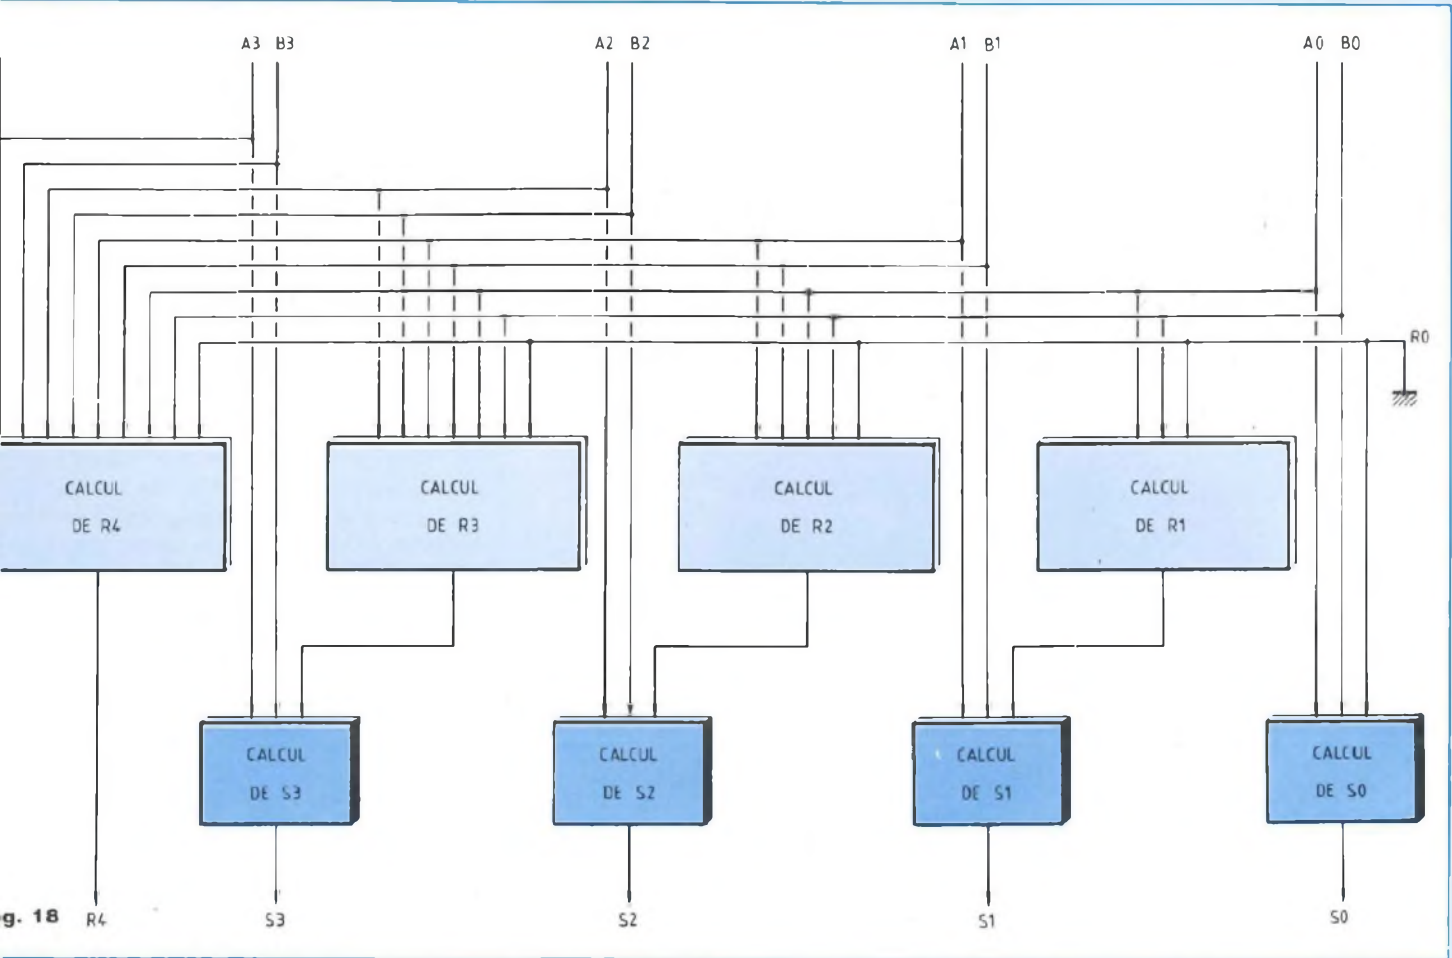 A3 B3 A2 B2 A1 B1 A0 B0
R0
CALCUL
DE R4
CALCUL
DE R3
CALCUL
DE R2
CALCUL
DE R1
CALCUL
DE S3
CALCUL
DE S2
CALCUL
DE S1
CALCUL
DE S0
g. 18 R4 S3 S2 S1 S0